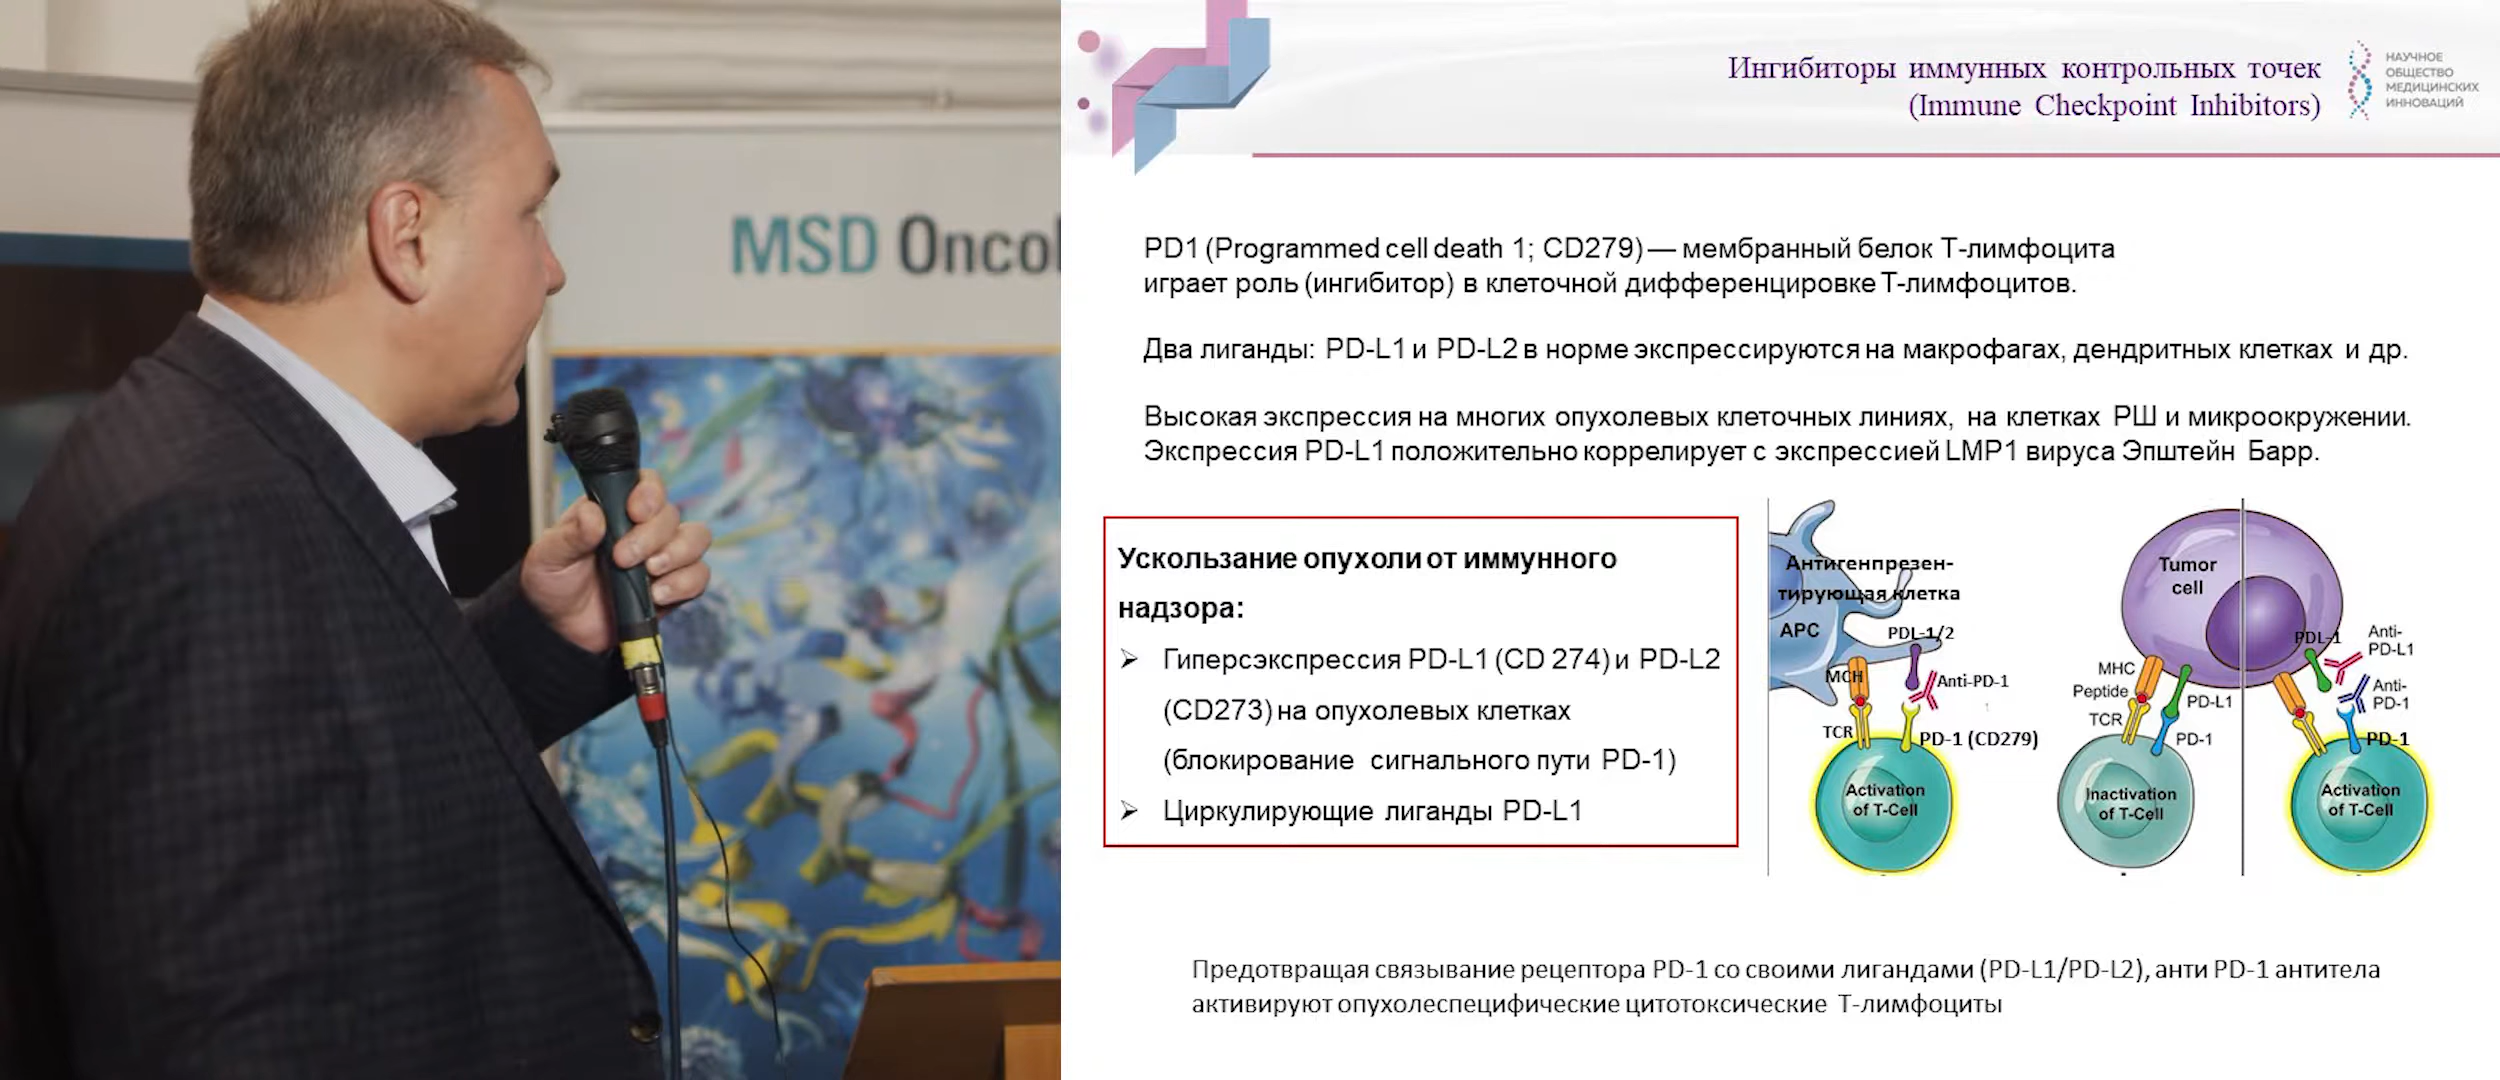 MSD Oncol
Ингибиторы иммунных контрольных точек
(Immune Checkpoint Inhibitors)
НАУЧНОЕ
ОБЩЕСТВО
МЕДИЦИНСКИХ
ИННОВАЦИЙ
PD1 (Programmed cell death 1; CD279) — мембранный белок Т-лимфоцита
играет роль (ингибитор) в клеточной дифференцировке Т-лимфоцитов.
Два лиганды: PD-L1 и PD-L2 в норме экспрессируются на макрофагах, дендритных клетках и др.
Высокая экспрессия на многих опухолевых клеточных линиях, на клетках РШ и микроокружении.
Экспрессия PD-L1 положительно коррелирует с экспрессией LMP1 вируса Эпштейн Барр.
Ускользание опухоли от иммунного
надзора:
Гиперсэкспрессия PD-L1 (CD 274) и PD-L2
(CD273) на опухолевых клетках
(блокирование сигнального пути PD-1)
Циркулирующие лиганды PD-L1
Антигенпрезен-
тирующая клетка
APC
PDL-1/2
MCH
Anti-PD-1
TCR
PD-1 (CD279)
Activation
of T-Cell
Tumor
cell
MHC
Peptide
TCR
PD-L1
PD-1
Inactivation
of T-Cell
PDL-1
Anti-
PD-L1
Anti-
PD-1
PD-1
Activation
of T-Cell
Предотвращая связывание рецептора PD-1 со своими лигандами (PD-L1/PD-L2), анти PD-1 антитела
активируют опухолеспецифические цитотоксические Т-лимфоциты